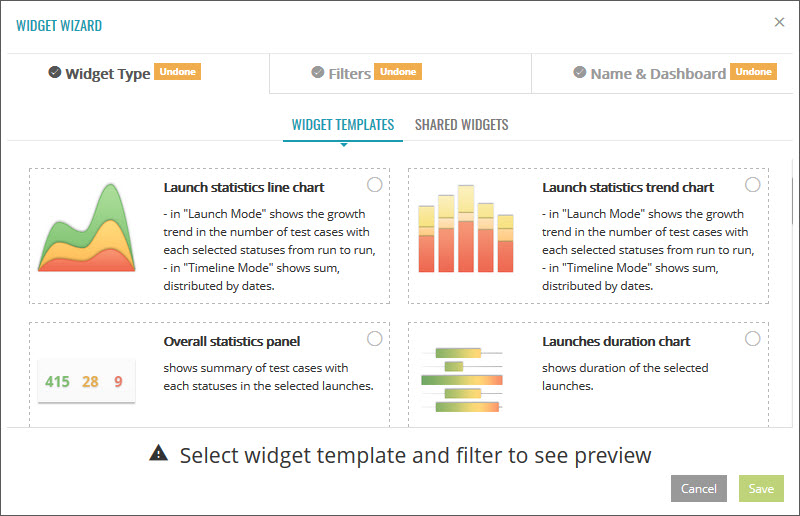 WIDGET WIZARD
×
Widget Type Undone
Filters Undone
Name & Dashboard Undone
WIDGET TEMPLATES
SHARED WIDGETS
Launch statistics line chart
- in "Launch Mode" shows the growth
trend in the number of test cases with
each selected statuses from run to run,
- in "Timeline Mode" shows sum,
distributed by dates.
Launch statistics trend chart
- in "Launch Mode" shows the growth
trend in the number of test cases with
each selected statuses from run to run,
- in "Timeline Mode" shows sum,
distributed by dates.
415 28 9
Overall statistics panel
shows summary of test cases with
each statuses in the selected launches.
Launches duration chart
shows duration of the selected
launches.
Select widget template and filter to see preview
Cancel
Save